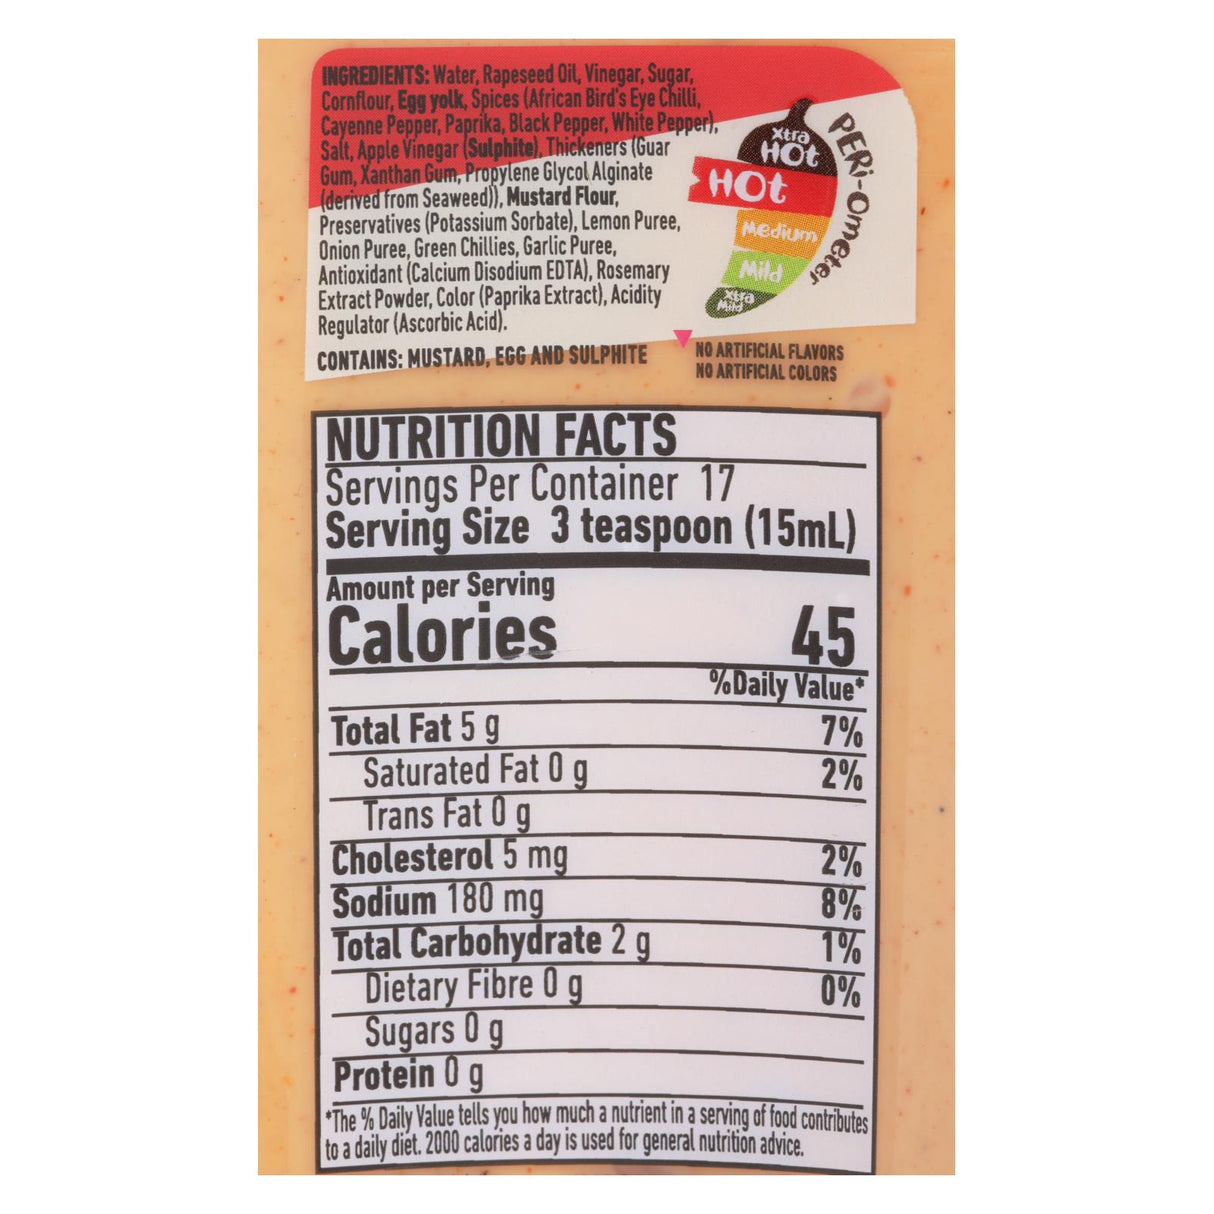 INGREDIENTS: Water, Rapeseed Oil, Vinegar, Sugar,
Cornflour, Egg yolk, Spices (African Bird's Eye Chilli,
Cayenne Pepper, Paprika, Black Pepper, White Pepper),
Salt, Apple Vinegar (Sulphite), Thickeners (Guar
Gum, Xanthan Gum, Propylene Glycol Alginate
(derived from Seaweed)), Mustard Flour,
Preservatives (Potassium Sorbate), Lemon Puree,
Onion Puree, Green Chillies, Garlic Puree,
Antioxidant (Calcium Disodium EDTA), Rosemary
Extract Powder, Color (Paprika Extract), Acidity
Regulator (Ascorbic Acid).
CONTAINS: MUSTARD, EGG AND SULPHITE
Xtra
HOt
HOt
Medium
Mild
Xtra
Mild
PERi-Ometer
NO ARTIFICIAL FLAVORS
NO ARTIFICIAL COLORS
NUTRITION FACTS
Servings Per Container 17
Serving Size 3 teaspoon (15mL)
Amount per Serving
Calories 45
%Daily Value*
Total Fat 5 g 7%
Saturated Fat 0 g 2%
Trans Fat 0 g
Cholesterol 5 mg 2%
Sodium 180 mg 8%
Total Carbohydrate 2 g 1%
Dietary Fibre 0 g 0%
Sugars 0 g
Protein 0 g
*The % Daily Value tells you how much a nutrient in a serving of food contributes
to a daily diet. 2000 calories a day is used for general nutrition advice.